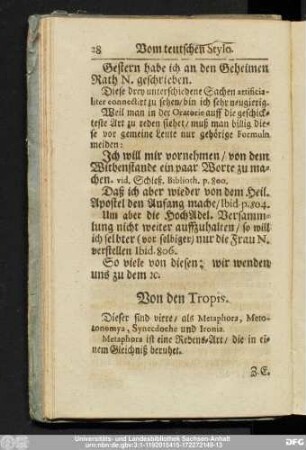 28 Vom teutschen Stylo.
Gestern habe ich an den Geheimen
Rath N. geschrieben.
Diese drey unterschiedene Sachen artificia-
liter connectirt zu sehen/ bin ich sehr neugierig.
Weil man in der Oratorie auff die geschick-
teste Art zu reden siehet/ muß man billig die-
se vor gemeine Leute nur gehörige Formuln
meiden:
Jch will mir vornehmen/ von dem
Witbenstande ein paar Worte zu ma-
chen. vid. Schleß. Biblioth. p. 800.
Daß ich aber wieder von dem Heil.
Apostel den Anfang mache/ Ibid. p. 804.
Um aber die HochAdel. Versamm-
lung nicht weiter auffzuhalten/ so will
ich selbter (vor selbiger) nur die Frau N.
verstellen Ibid. 806.
So viele von diesen; wir wenden
uns zu dem ꝛc.
Von den Tropis.
Dieser sind viere/ als Metaphora, Meto-
tonomya, Synecdoche und Ironia.
Metaphora ist eine Redens-Art/ die in ei-
nem Gleichniß beruhet.
Z.E.
Universitäts- und Landesbibliothek Sachsen-Anhalt
urn:nbn:de:gbv:3:1-1192015415-172272149-13
DFG